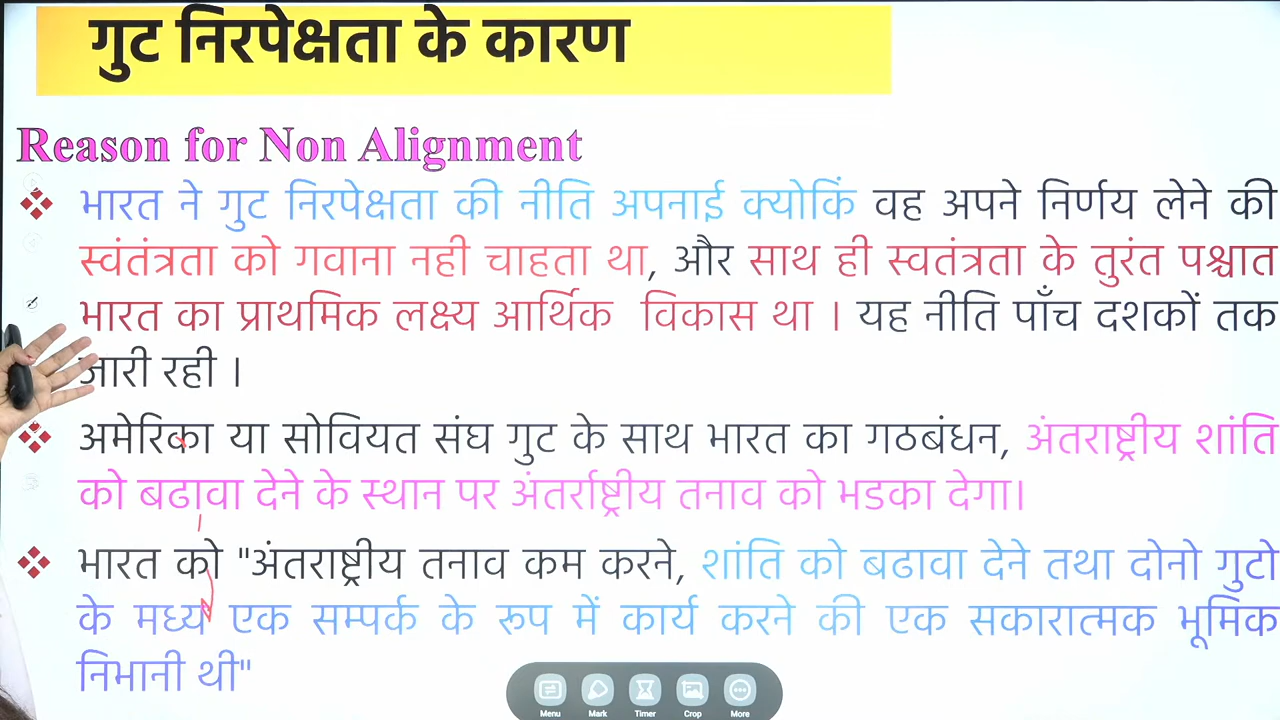 गुट निरपेक्षता के कारण
Reason for Non Alignment
भारत ने गुट निरपेक्षता की नीति अपनाई क्योकिं वह अपने निर्णय लेने की
स्वंतंत्रता को गवाना नही चाहता था, और साथ ही स्वतंत्रता के तुरंत पश्चात
भारत का प्राथमिक लक्ष्य आर्थिक विकास था । यह नीति पाँच दशकों तक
जारी रही ।
अमेरिका या सोवियत संघ गुट के साथ भारत का गठबंधन, अंतराष्ट्रीय शांति
को बढावा देने के स्थान पर अंतर्राष्ट्रीय तनाव को भडका देगा।
भारत को "अंतराष्ट्रीय तनाव कम करने, शांति को बढावा देने तथा दोनो गुटो
के मध्य एक सम्पर्क के रूप में कार्य करने की एक सकारात्मक भूमिक
निभानी थी"
Menu Mark Timer Crop More